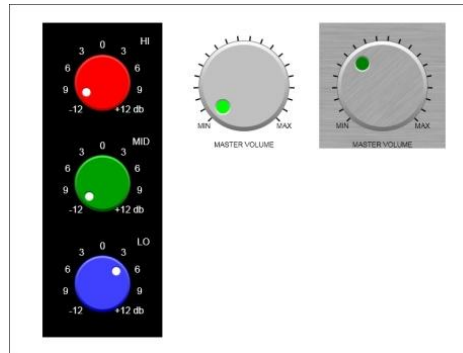 HI
3 0 3
6 6
9 9
-12 +12 db
MID
3 0 3
6 6
9 9
-12 +12 db
LO
3 0 3
6 6
9 9
-12 +12 db
MIN MAX
MASTER VOLUME
MIN MAX
MASTER VOLUME